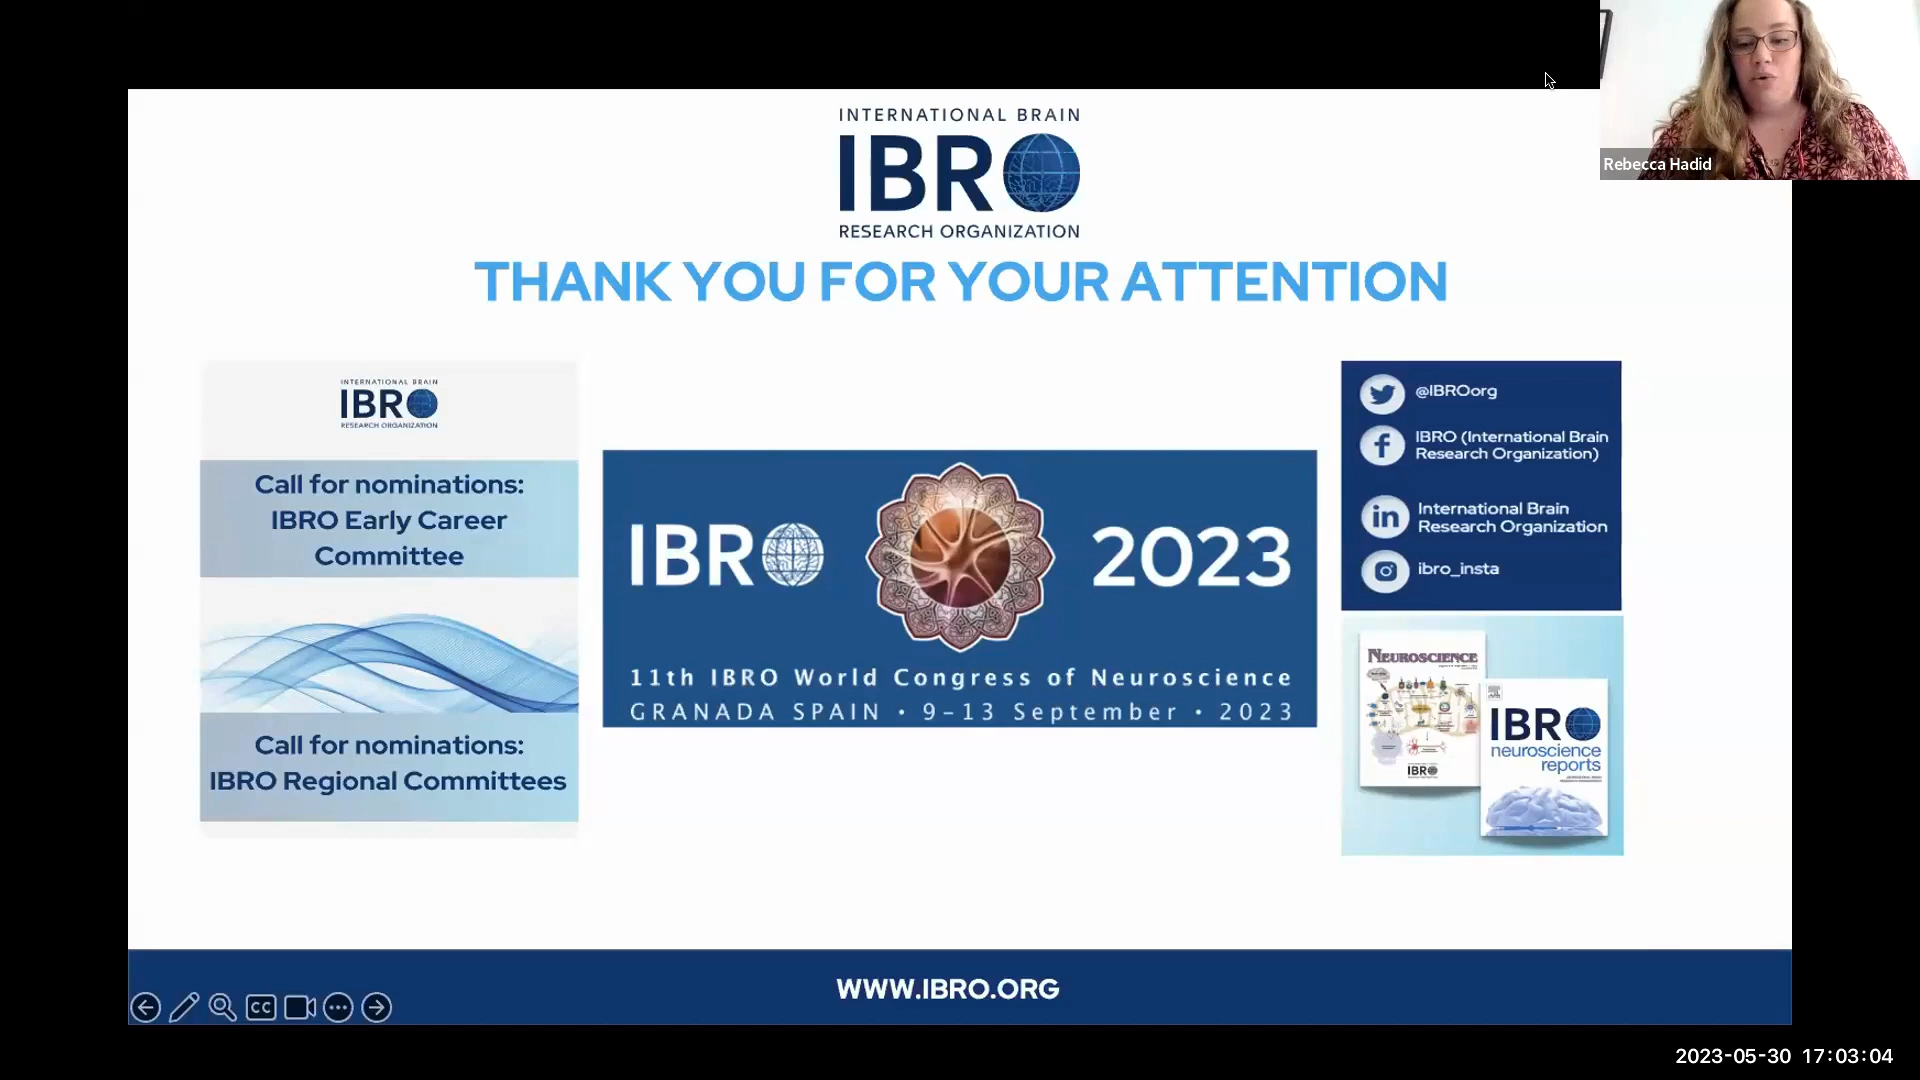 Rebecca Hadid
INTERNATIONAL BRAIN
IBRO
RESEARCH ORGANIZATION
THANK YOU FOR YOUR ATTENTION
INTERNATIONAL BRAIN
IBRO
RESEARCH ORGANIZATION
Call for nominations:
IBRO Early Career
Committee
Call for nominations:
IBRO Regional Committees
IBRO 2023
11th IBRO World Congress of Neuroscience
GRANADA SPAIN • 9–13 September • 2023
@IBROorg
IBRO (International Brain
Research Organization)
International Brain
Research Organization
ibro_insta
NEUROSCIENCE
IBRO
IBRO
neuroscience
reports
WWW.IBRO.ORG
CC
2023-05-30 17:03:04